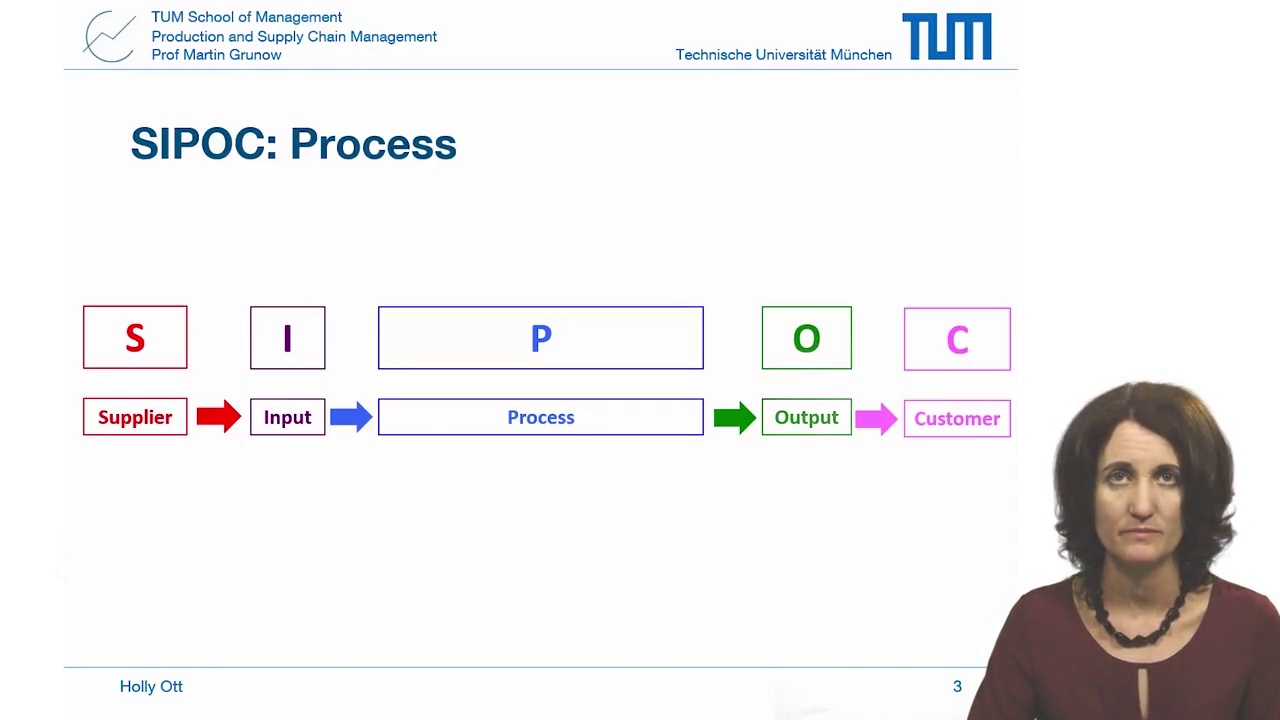 TUM School of Management
Production and Supply Chain Management
Prof Martin Grunow
Technische Universität München
TUM
SIPOC: Process
S I P O C
Supplier Input Process Output Customer
Holly Ott
3